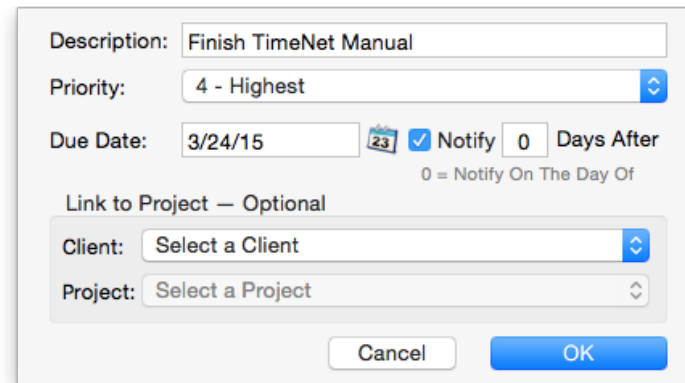 Description: Finish TimeNet Manual
Priority: 4 - Highest
Due Date: 3/24/15 23 Notify 0 Days After
0 = Notify On The Day Of
Link to Project — Optional
Client: Select a Client
Project: Select a Project
Cancel OK